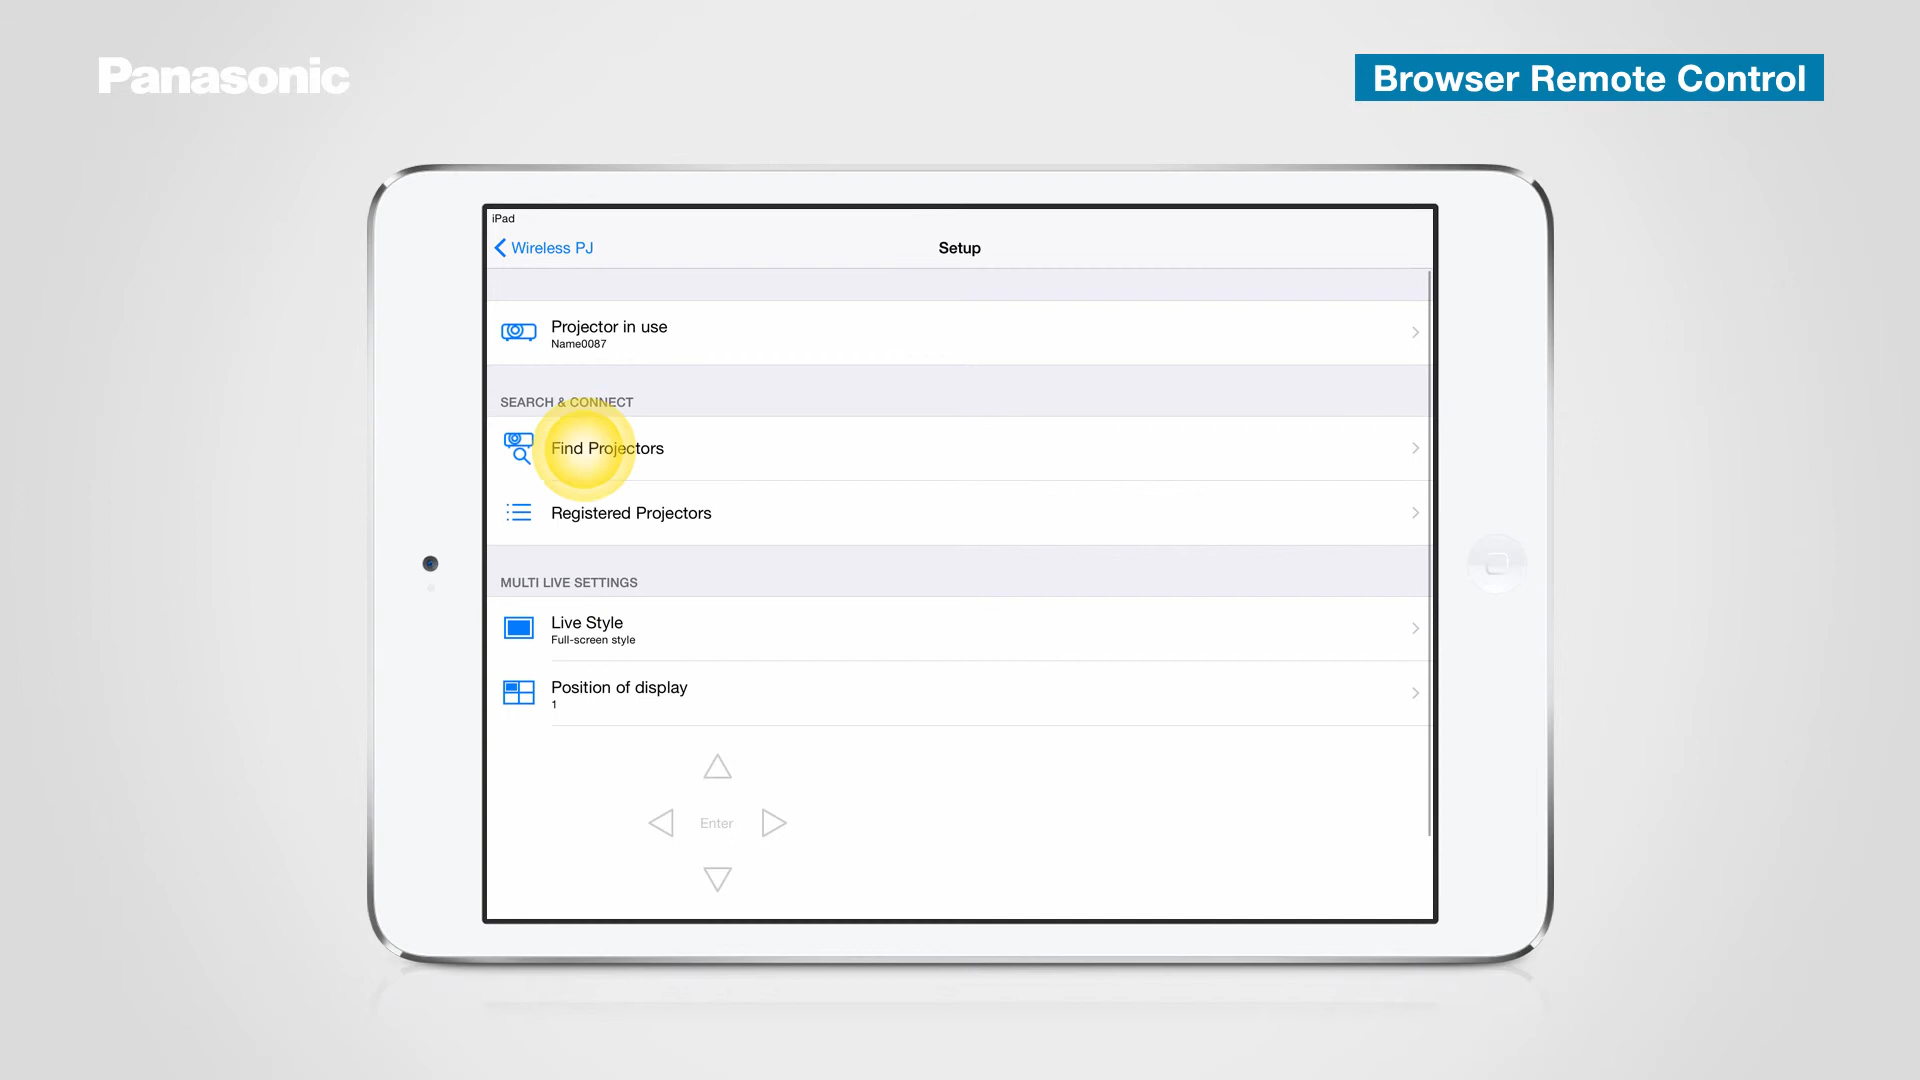 Panasonic
Browser Remote Control
iPad
Wireless PJ
Setup
Projector in use
Name0087
SEARCH & CONNECT
Find Projectors
Registered Projectors
MULTI LIVE SETTINGS
Live Style
Full-screen style
Position of display
1
Enter